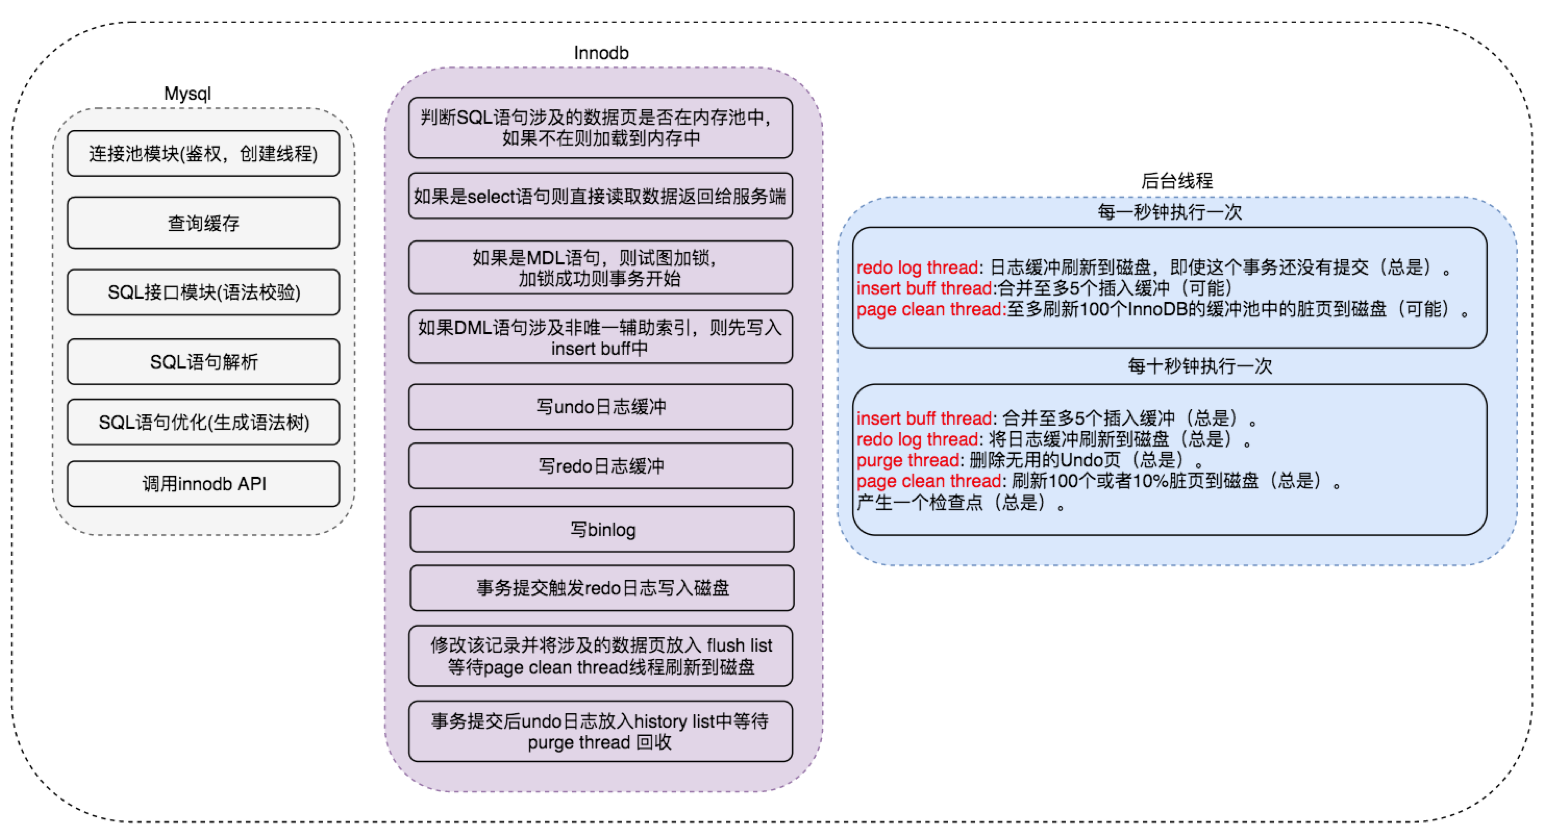 Mysql
连接池模块(鉴权，创建线程)
查询缓存
SQL接口模块(语法校验)
SQL语句解析
SQL语句优化(生成语法树)
调用innodb API
Innodb
判断SQL语句涉及的数据页是否在内存池中，
如果不在则加载到内存中
如果是select语句则直接读取数据返回给服务端
如果是MDL语句，则试图加锁，
加锁成功则事务开始
如果DML语句涉及非唯一辅助索引，则先写入
insert buff中
写undo日志缓冲
写redo日志缓冲
写binlog
事务提交触发redo日志写入磁盘
修改该记录并将涉及的数据页放入 flush list
等待page clean thread线程刷新到磁盘
事务提交后undo日志放入history list中等待
purge thread 回收
后台线程
每一秒钟执行一次
redo log thread: 日志缓冲刷新到磁盘，即使这个事务还没有提交（总是）。
insert buff thread:合并至多5个插入缓冲（可能）
page clean thread:至多刷新100个InnoDB的缓冲池中的脏页到磁盘（可能）。
每十秒钟执行一次
insert buff thread: 合并至多5个插入缓冲（总是）。
redo log thread: 将日志缓冲刷新到磁盘（总是）。
purge thread: 删除无用的Undo页（总是）。
page clean thread: 刷新100个或者10%脏页到磁盘（总是）。
产生一个检查点（总是）。